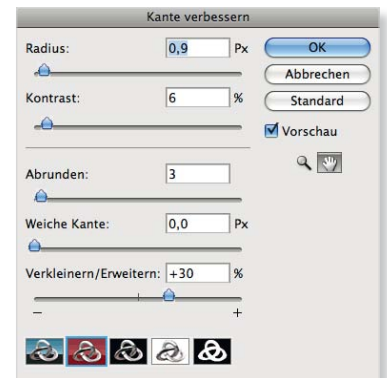 Kante verbessern
Radius: 0,9 Px
OK
Abbrechen
Kontrast: 6 %
Standard
Vorschau
Abrunden: 3
Weiche Kante: 0,0 Px
Verkleinern/Erweitern: +30 %
– +